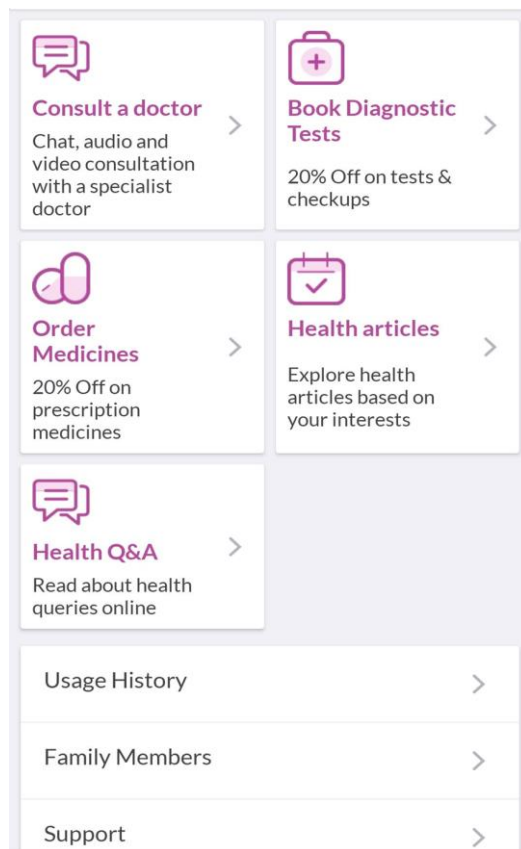 Consult a doctor
Chat, audio and
video consultation
with a specialist
doctor
Book Diagnostic
Tests
20% Off on tests &
checkups
Order
Medicines
20% Off on
prescription
medicines
Health articles
Explore health
articles based on
your interests
Health Q&A
Read about health
queries online
Usage History
Family Members
Support